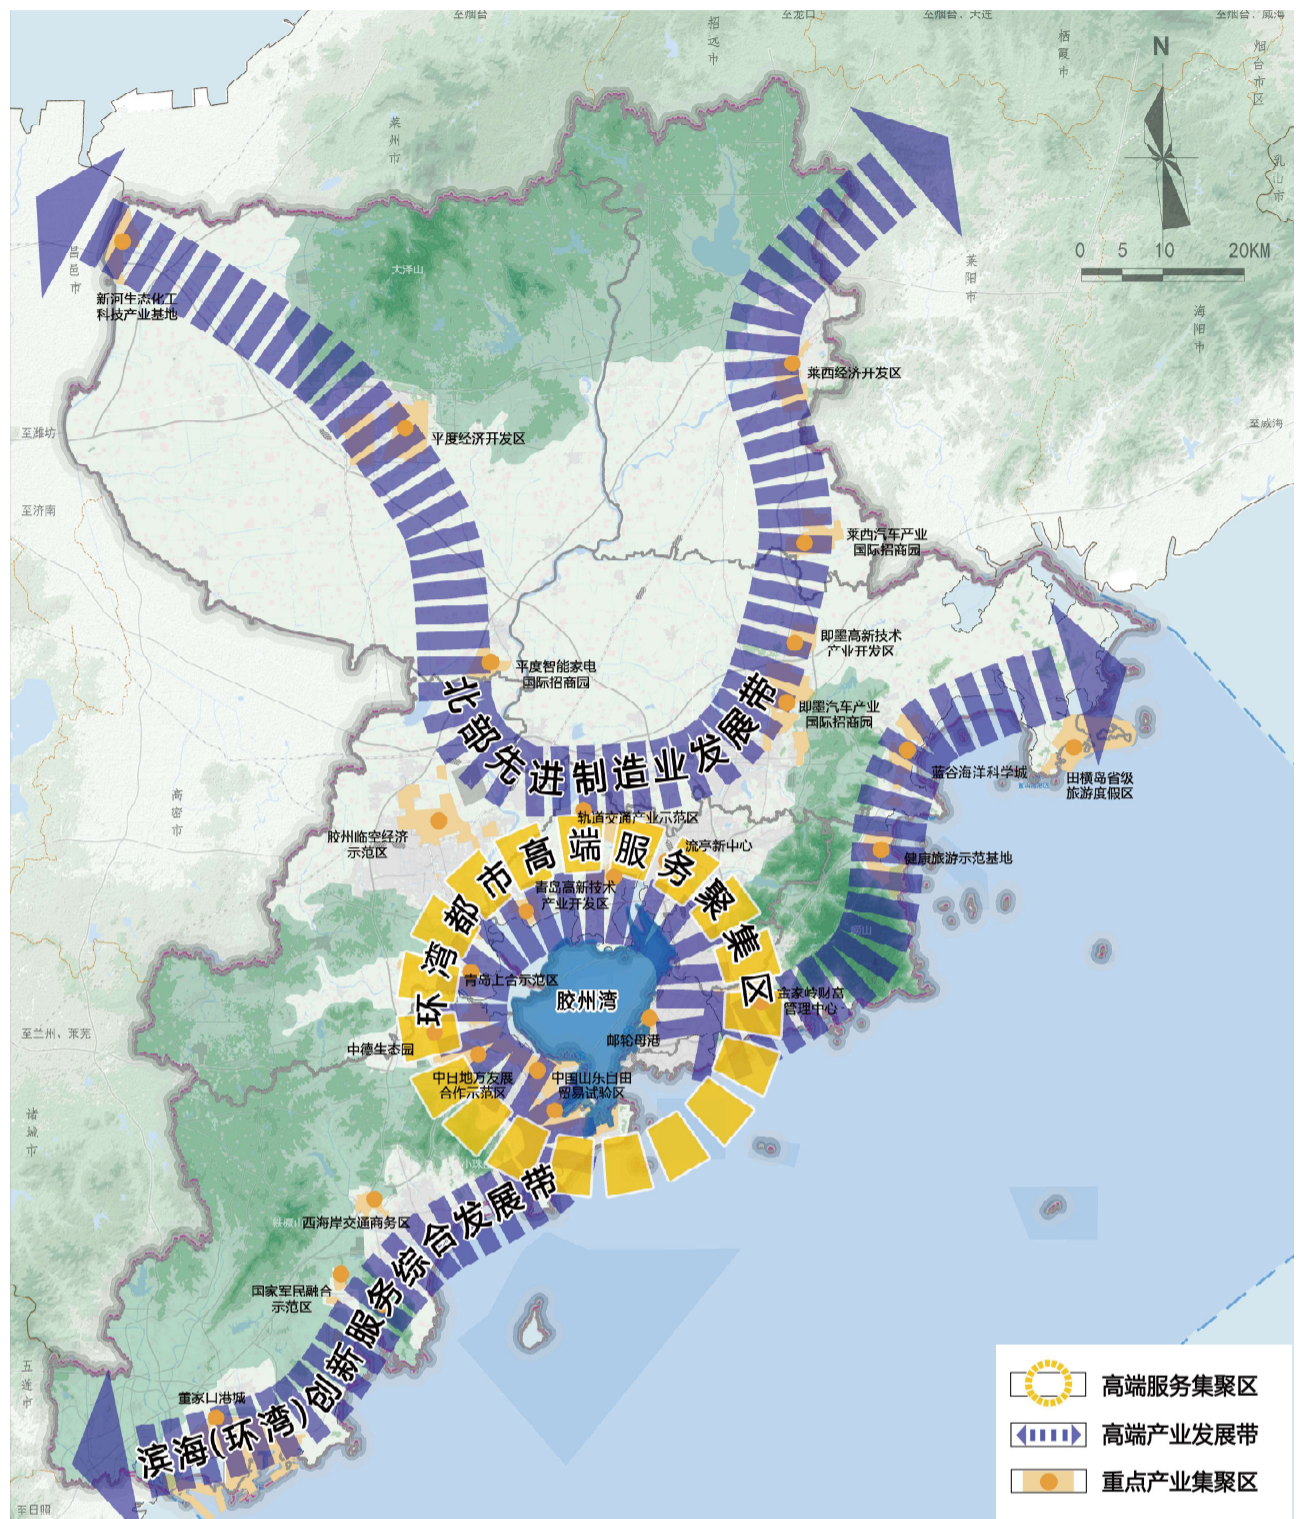 至烟台
至龙口
至烟台、大连
至烟台、威海
招远市
栖霞市
烟台市区
N
莱州市
乳山市
昌邑市
大泽山
莱阳市
0 5 10 20KM
海阳市
新河生态化工
科技产业基地
莱西经济开发区
至潍坊
平度经济开发区
至威海
至济南
莱西汽车产业
国际招商园
即墨高新技术
产业开发区
平度智能家电
国际招商园
即墨汽车产业
国际招商园
北部先进制造业发展带
蓝谷海洋科学城
田横岛省级
旅游度假区
高密市
胶州临空经济
示范区
轨道交通产业示范区
流亭新中心
健康旅游示范基地
环湾都市高端服务聚集区
青岛高新技术
产业开发区
崂山
青岛上合示范区
胶州湾
金家岭财富
管理中心
至兰州、莱芜
中德生态园
邮轮母港
中日地方发展
合作示范区
中国山东自由
贸易试验区
诸城市
小珠山
西海岸交通商务区
国家军民融合
示范区
五莲市
董家口港城
滨海(环湾)创新服务综合发展带
至日照
高端服务集聚区
高端产业发展带
重点产业集聚区